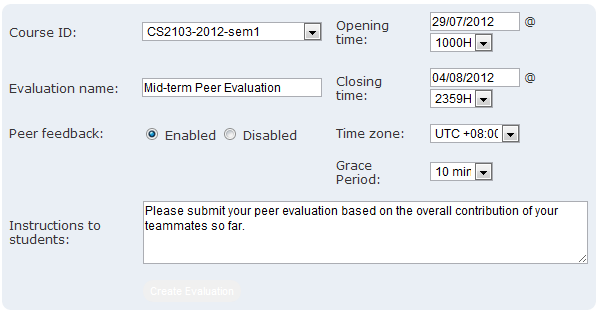 Course ID:
CS2103-2012-sem1
Opening
time:
29/07/2012 @
1000H
Evaluation name:
Mid-term Peer Evaluation
Closing
time:
04/08/2012 @
2359H
Peer feedback:
Enabled Disabled
Time zone:
UTC +08:00
Grace
Period:
10 min
Instructions to
students:
Please submit your peer evaluation based on the overall contribution of your
teammates so far.
Create Evaluation